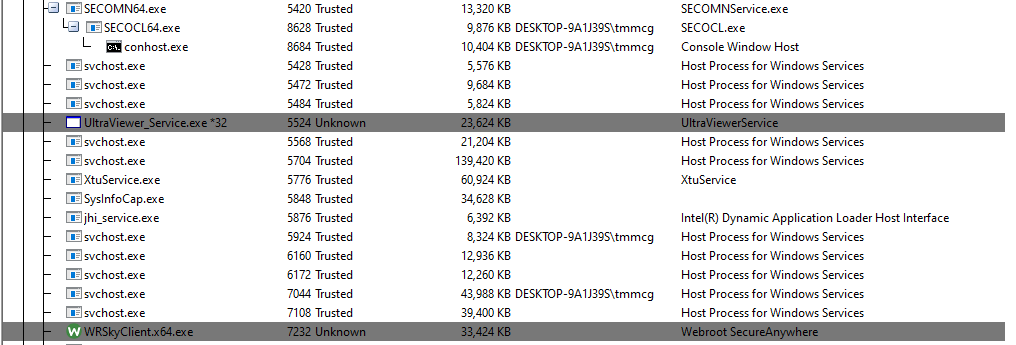 SECOMN64.exe 5420 Trusted 13,320 KB SECOMNService.exe
SECOCL64.exe 8628 Trusted 9,876 KB DESKTOP-9A1J39S\tmmcg SECOCL.exe
conhost.exe 8684 Trusted 10,404 KB DESKTOP-9A1J39S\tmmcg Console Window Host
svchost.exe 5428 Trusted 5,576 KB Host Process for Windows Services
svchost.exe 5472 Trusted 9,684 KB Host Process for Windows Services
svchost.exe 5484 Trusted 5,824 KB Host Process for Windows Services
UltraViewer_Service.exe *32 5524 Unknown 23,624 KB UltraViewerService
svchost.exe 5568 Trusted 21,204 KB Host Process for Windows Services
svchost.exe 5704 Trusted 139,420 KB Host Process for Windows Services
XtuService.exe 5776 Trusted 60,924 KB XtuService
SysInfoCap.exe 5848 Trusted 34,628 KB
jhi_service.exe 5876 Trusted 6,392 KB Intel(R) Dynamic Application Loader Host Interface
svchost.exe 5924 Trusted 8,324 KB DESKTOP-9A1J39S\tmmcg Host Process for Windows Services
svchost.exe 6160 Trusted 12,936 KB Host Process for Windows Services
svchost.exe 6172 Trusted 12,260 KB Host Process for Windows Services
svchost.exe 7044 Trusted 43,988 KB DESKTOP-9A1J39S\tmmcg Host Process for Windows Services
svchost.exe 7108 Trusted 39,400 KB Host Process for Windows Services
WRSkyClient.x64.exe 7232 Unknown 33,424 KB Webroot SecureAnywhere